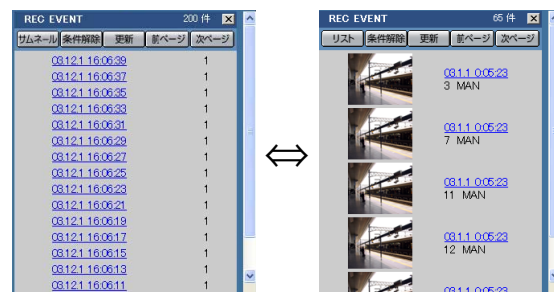 REC EVENT 200 件
サムネール 条件解除 更新 前ページ 次ページ
03.12.1 16:06:39 1
03.12.1 16:06:37 1
03.12.1 16:06:35 1
03.12.1 16:06:33 1
03.12.1 16:06:31 1
03.12.1 16:06:29 1
03.12.1 16:06:27 1
03.12.1 16:06:25 1
03.12.1 16:06:23 1
03.12.1 16:06:21 1
03.12.1 16:06:19 1
03.12.1 16:06:17 1
03.12.1 16:06:15 1
03.12.1 16:06:13 1
03.12.1 16:06:11 1
REC EVENT 65 件
リスト 条件解除 更新 前ページ 次ページ
03.1.1 0:05:23
3 MAN
03.1.1 0:05:23
7 MAN
03.1.1 0:05:23
11 MAN
03.1.1 0:05:23
12 MAN
03.1.1 0:05:23